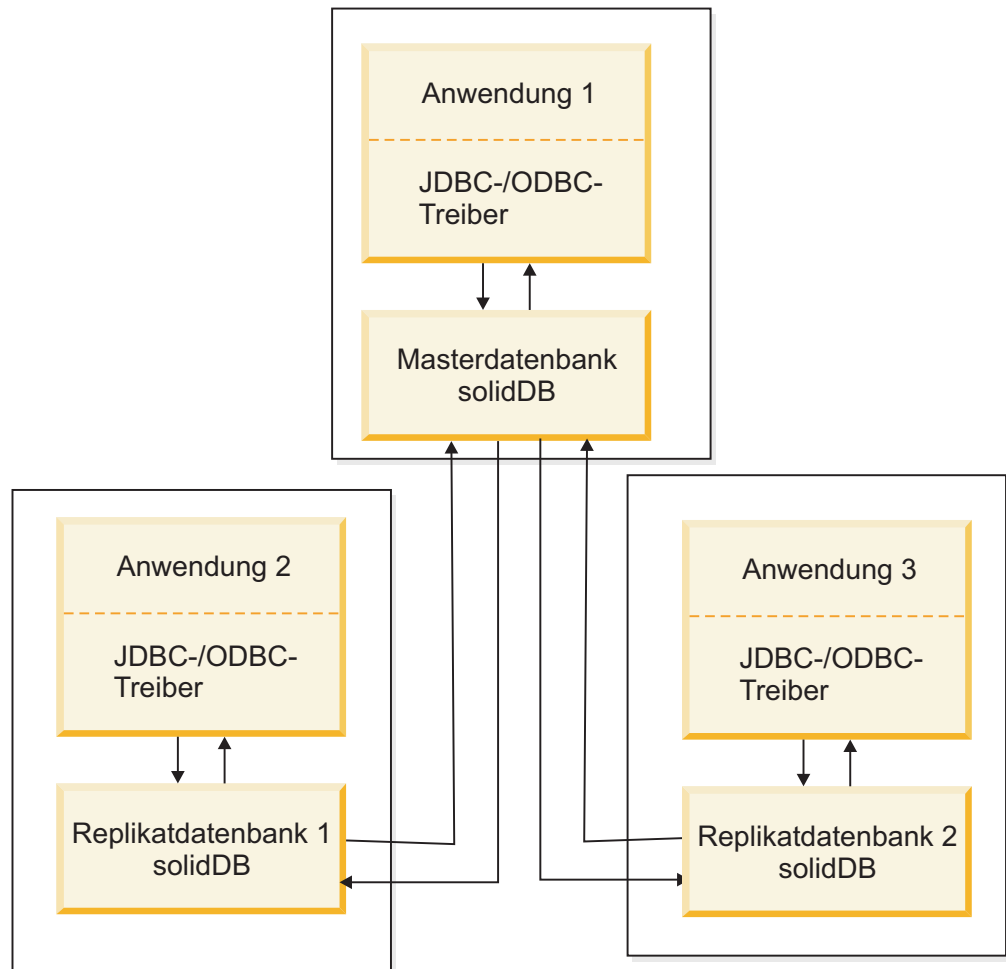 Anwendung 1
JDBC-/ODBC-
Treiber
Masterdatenbank
solidDB
Anwendung 2
JDBC-/ODBC-
Treiber
Replikatdatenbank 1
solidDB
Anwendung 3
JDBC-/ODBC-
Treiber
Replikatdatenbank 2
solidDB